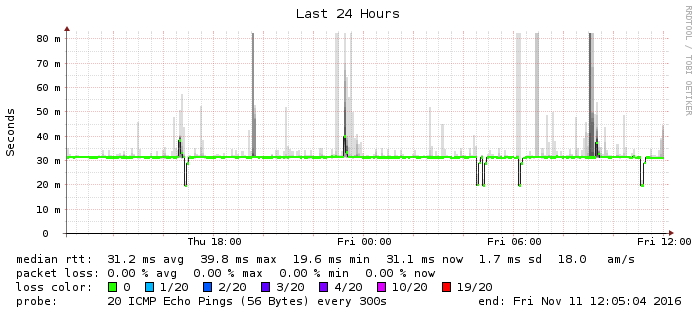 Last 24 Hours
RRDTOOL / TOBI OETIKER
Seconds
80 m
70 m
60 m
50 m
40 m
30 m
20 m
10 m
0
Thu 18:00 Fri 00:00 Fri 06:00 Fri 12:00
median rtt: 31.2 ms avg 39.8 ms max 19.6 ms min 31.1 ms now 1.7 ms sd 18.0 am/s
packet loss: 0.00 % avg 0.00 % max 0.00 % min 0.00 % now
loss color: 0 1/20 2/20 3/20 4/20 10/20 19/20
probe: 20 ICMP Echo Pings (56 Bytes) every 300s end: Fri Nov 11 12:05:04 2016